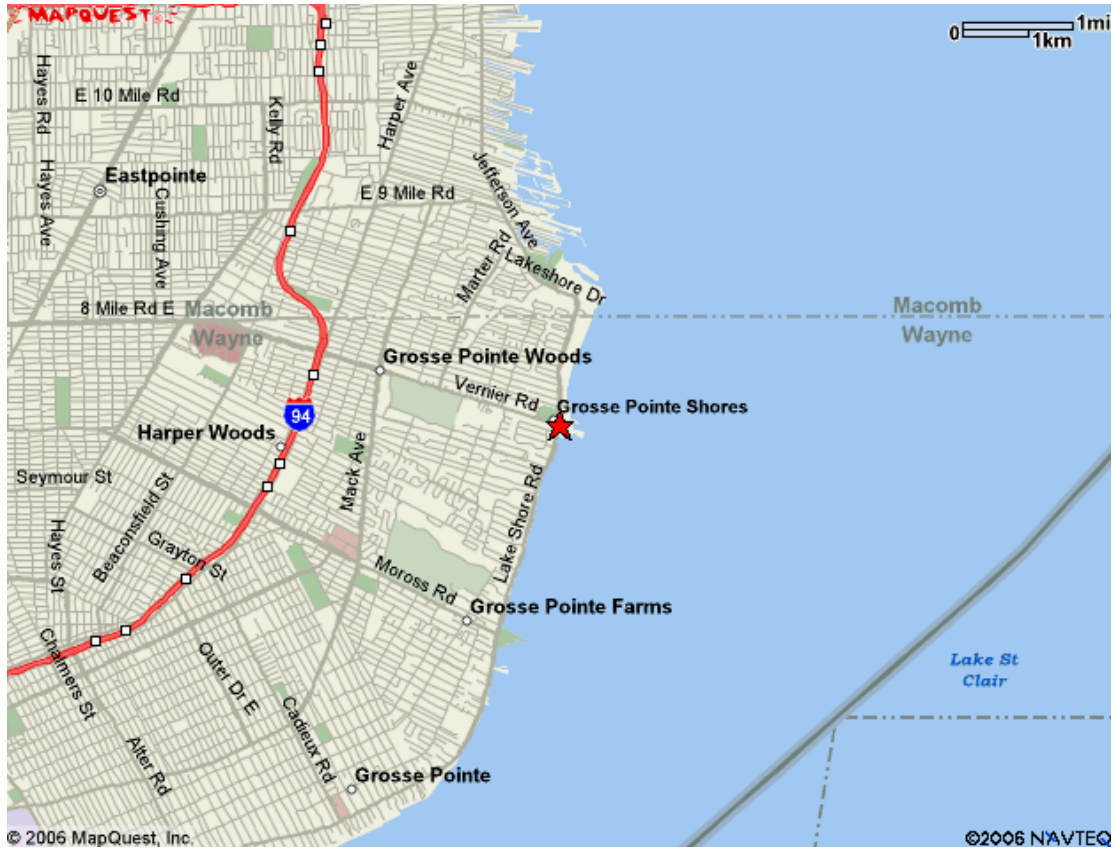 MAPQUEST
0 1mi
1km
Hayes Rd
E 10 Mile Rd
Kelly Rd
Harper Ave
Eastpointe
Hayes Ave
Cushing Ave
E 9 Mile Rd
Jefferson Ave
Marter Rd
Lakeshore Dr
8 Mile Rd E
Macomb
Wayne
Macomb
Wayne
Grosse Pointe Woods
Vernier Rd
Grosse Pointe Shores
94
Harper Woods
Mack Ave
Seymour St
Beaconsfield St
Lake Shore Rd
Hayes St
Grayton St
Moross Rd
Grosse Pointe Farms
Chalmers St
Outer Dr E
Lake St
Clair
Cadieux Rd
Alter Rd
Grosse Pointe
© 2006 MapQuest, Inc.
©2006 NAVTEQ